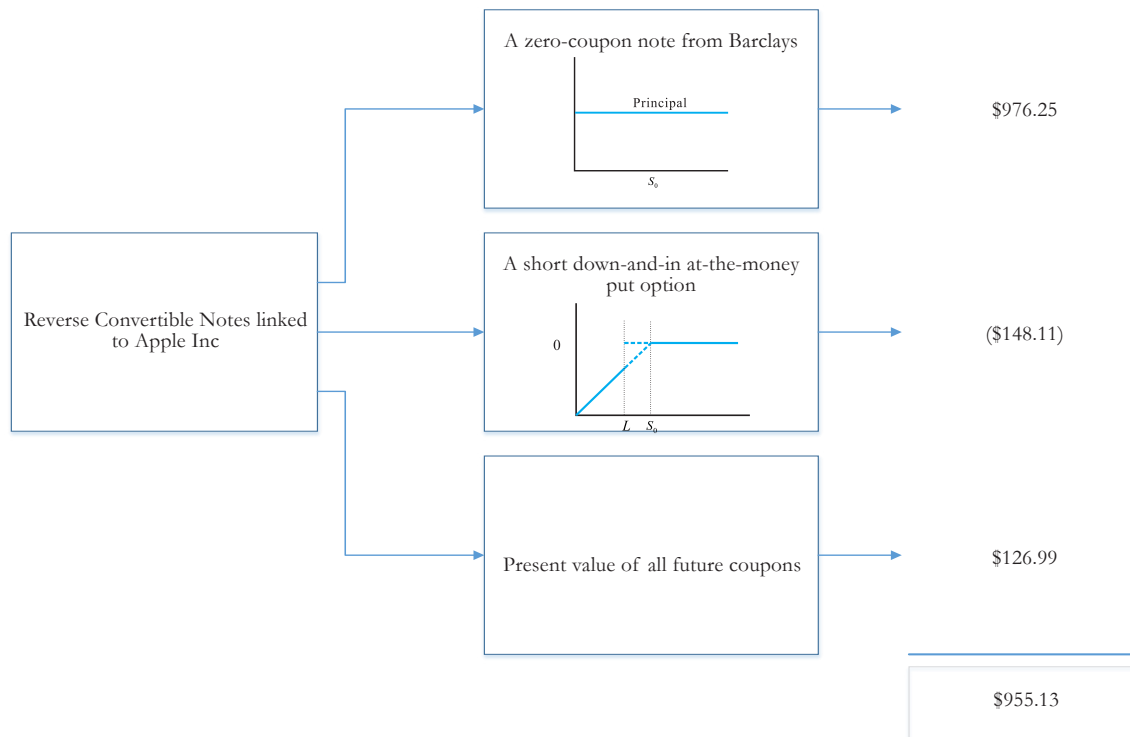 A zero-coupon note from Barclays
Principal
S₀
$976.25
Reverse Convertible Notes linked
to Apple Inc
A short down-and-in at-the-money
put option
0
L S₀
($148.11)
Present value of all future coupons
$126.99
$955.13